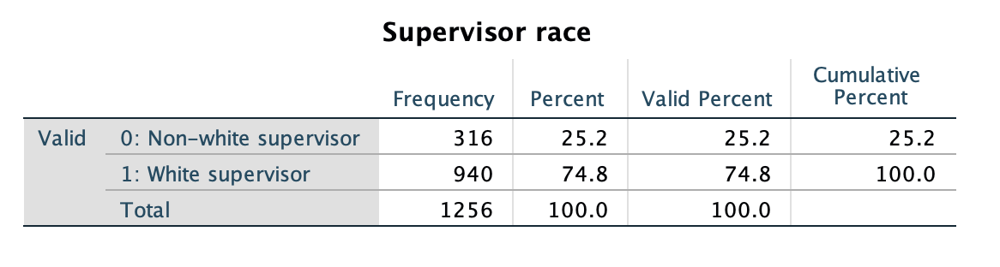 Supervisor race
Frequency Percent Valid Percent Cumulative Percent
Valid 0: Non-white supervisor 316 25.2 25.2 25.2
1: White supervisor 940 74.8 74.8 100.0
Total 1256 100.0 100.0